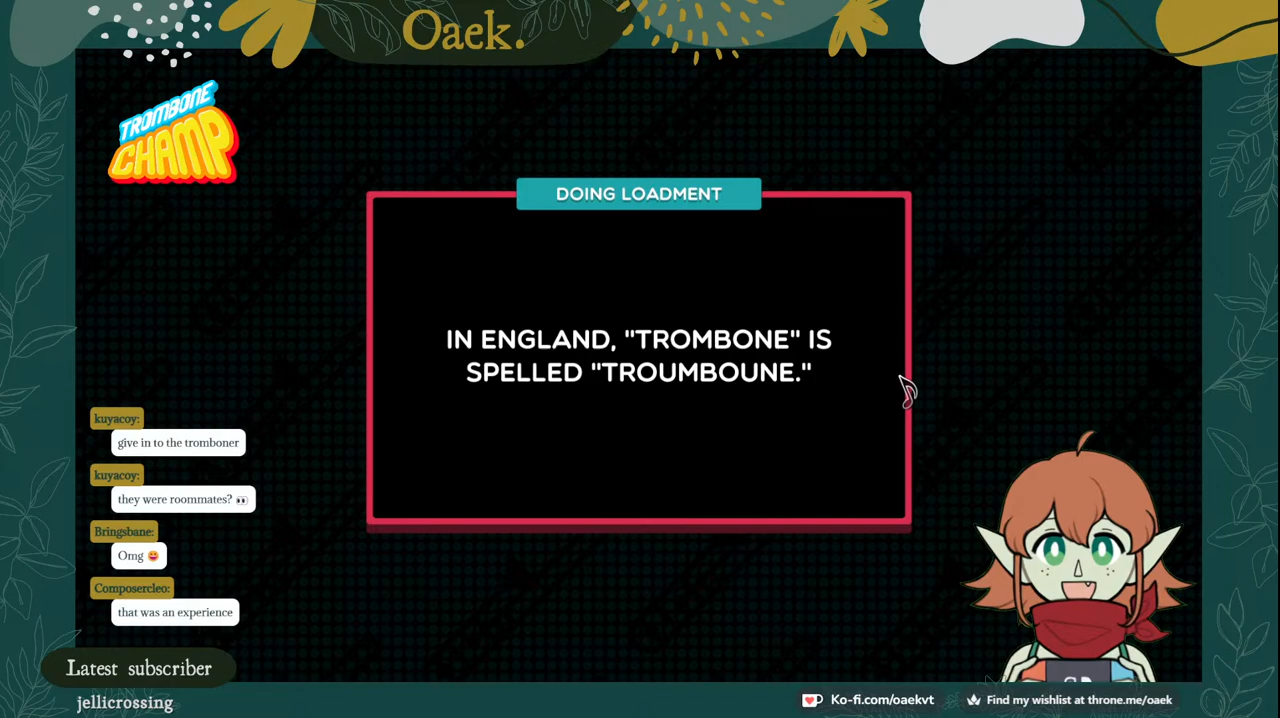 Oaek.
TROMBONE
CHAMP
DOING LOADMENT
IN ENGLAND, "TROMBONE" IS
SPELLED "TROUMBOUNE."
kuyacoy:
give in to the tromboner
kuyacoy:
they were roommates? 👀
Bringsbane:
Omg 😛
Composercleo:
that was an experience
Latest subscriber
jellicrossing
Ko-fi.com/oaekvt
Find my wishlist at throne.me/oaek